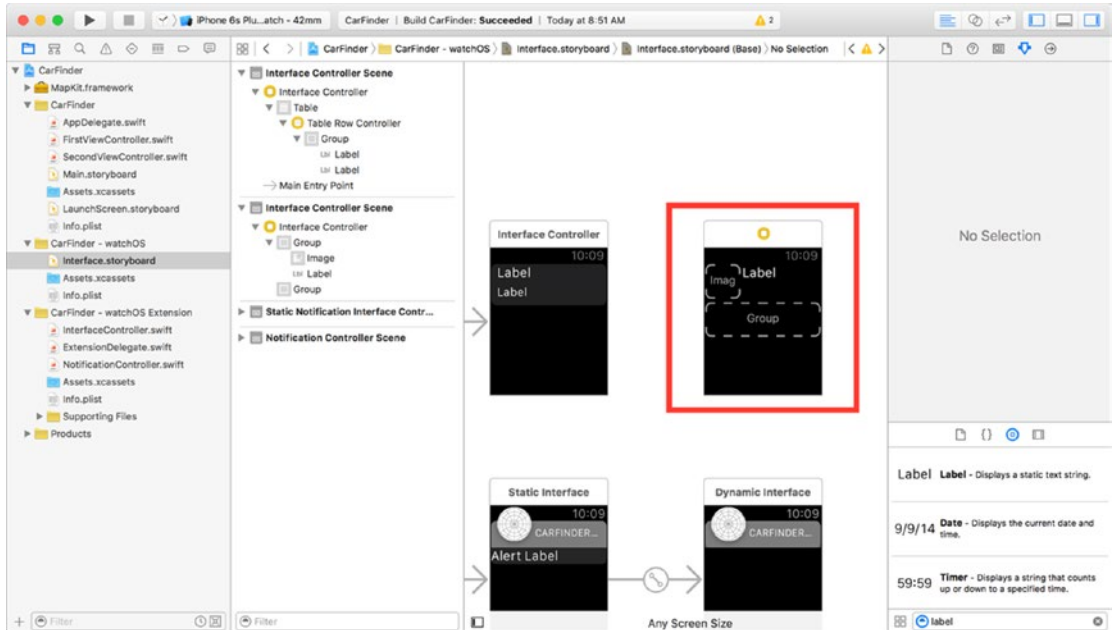 iPhone 6s Plu...atch - 42mm
CarFinder | Build CarFinder: Succeeded | Today at 8:51 AM
2
CarFinder
CarFinder - watchOS
Interface.storyboard
Interface.storyboard (Base)
No Selection
CarFinder
MapKit.framework
CarFinder
AppDelegate.swift
FirstViewController.swift
SecondViewController.swift
Main.storyboard
Assets.xcassets
LaunchScreen.storyboard
Info.plist
CarFinder - watchOS
Interface.storyboard
Assets.xcassets
Info.plist
CarFinder - watchOS Extension
InterfaceController.swift
ExtensionDelegate.swift
NotificationController.swift
Assets.xcassets
Info.plist
Supporting Files
Products
Filter
Interface Controller Scene
Interface Controller
Table
Table Row Controller
Group
Label
Label
Main Entry Point
Interface Controller Scene
Interface Controller
Group
Image
Label
Group
Static Notification Interface Contr...
Notification Controller Scene
Filter
Interface Controller
10:09
Label
Label
10:09
Imag
Label
Group
Static Interface
10:09
CARFINDER...
Alert Label
Dynamic Interface
10:09
CARFINDER...
Any Screen Size
No Selection
{}
Label
Label - Displays a static text string.
9/9/14
Date - Displays the current date and
time.
59:59
Timer - Displays a string that counts
up or down to a specified time.
label